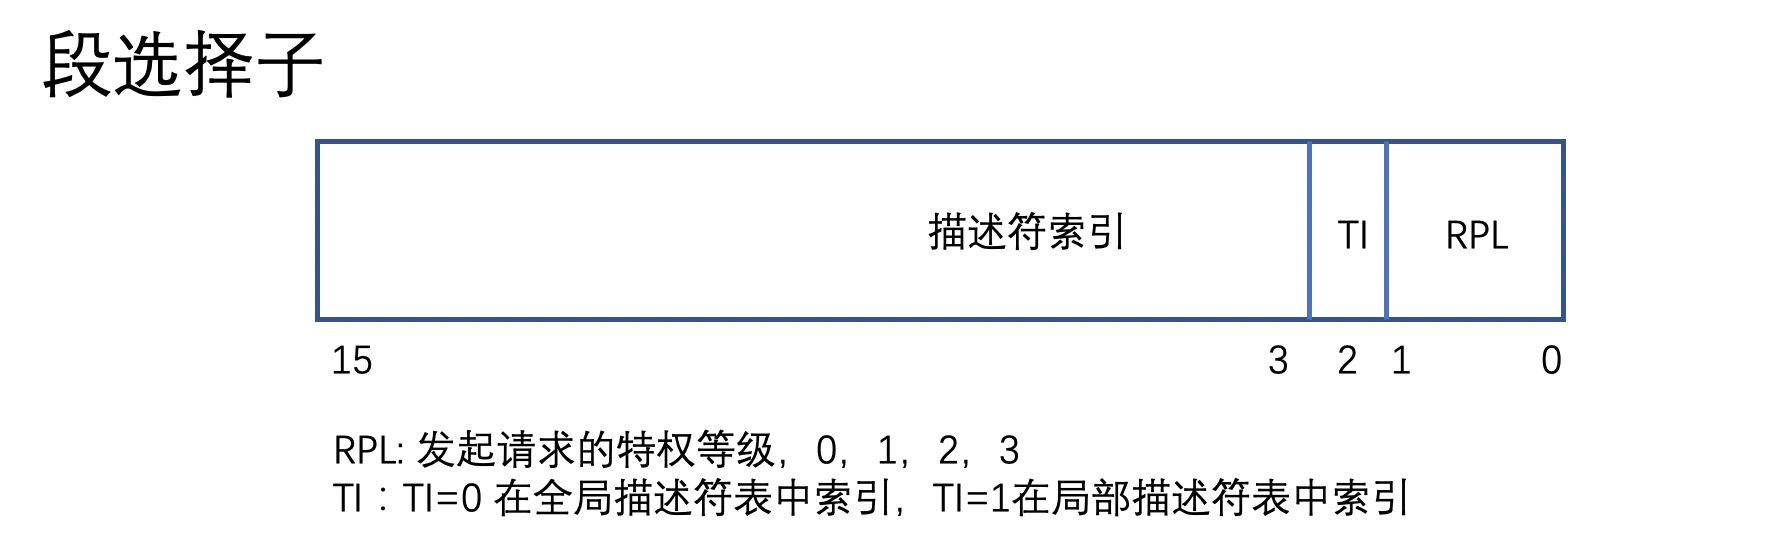 段选择子
描述符索引 TI RPL
15 3 2 1 0
RPL: 发起请求的特权等级，0，1，2，3
TI：TI=0 在全局描述符表中索引，TI=1在局部描述符表中索引